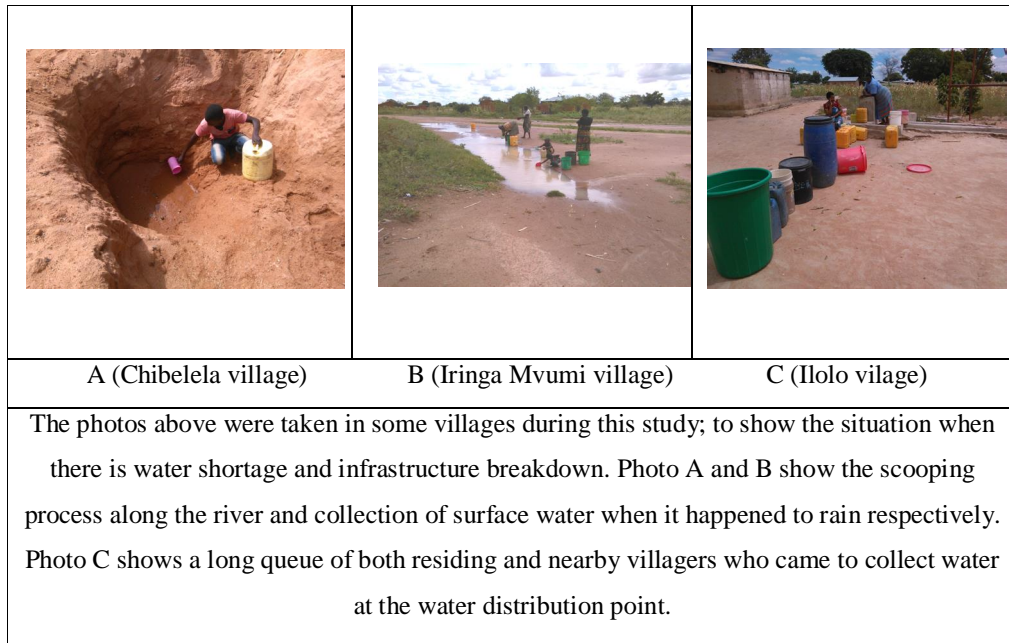 A (Chibelela village)
B (Iringa Mvumi village)
C (Ilolo vilage)
The photos above were taken in some villages during this study; to show the situation when
there is water shortage and infrastructure breakdown. Photo A and B show the scooping
process along the river and collection of surface water when it happened to rain respectively.
Photo C shows a long queue of both residing and nearby villagers who came to collect water
at the water distribution point.